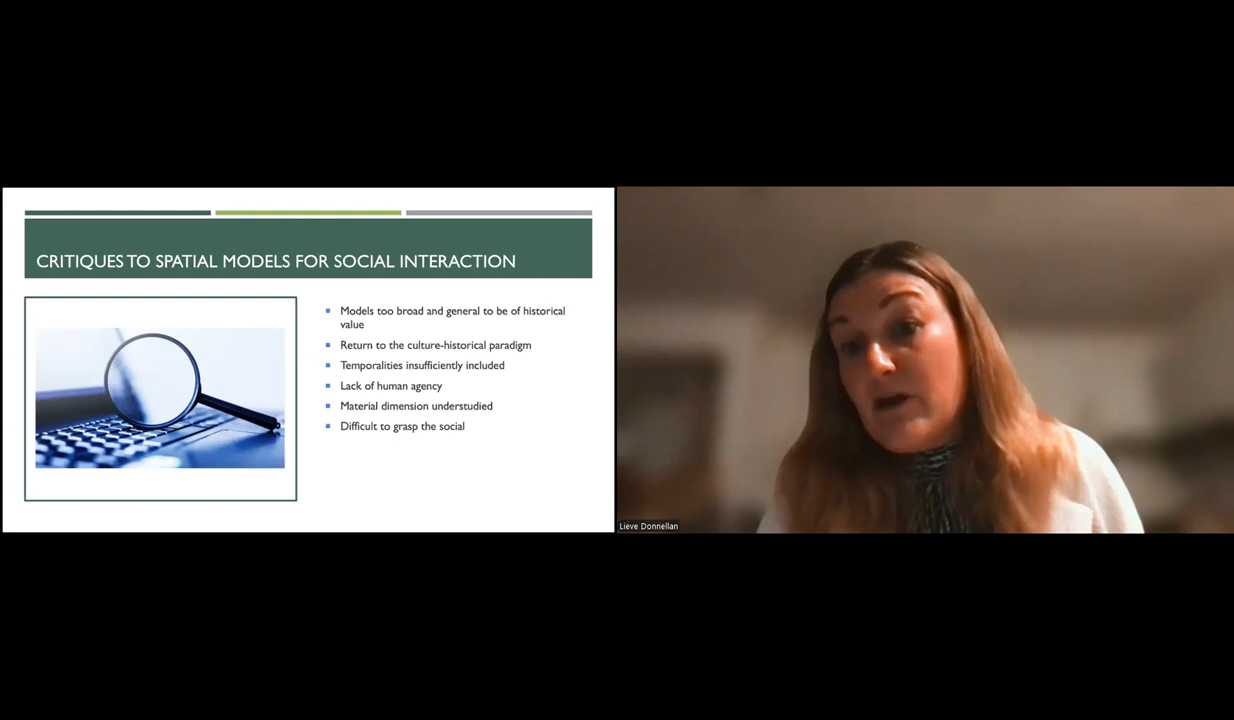 CRITIQUES TO SPATIAL MODELS FOR SOCIAL INTERACTION
Models too broad and general to be of historical
value
Return to the culture-historical paradigm
Temporalities insufficiently included
Lack of human agency
Material dimension understudied
Difficult to grasp the social
Lieve Donnellan